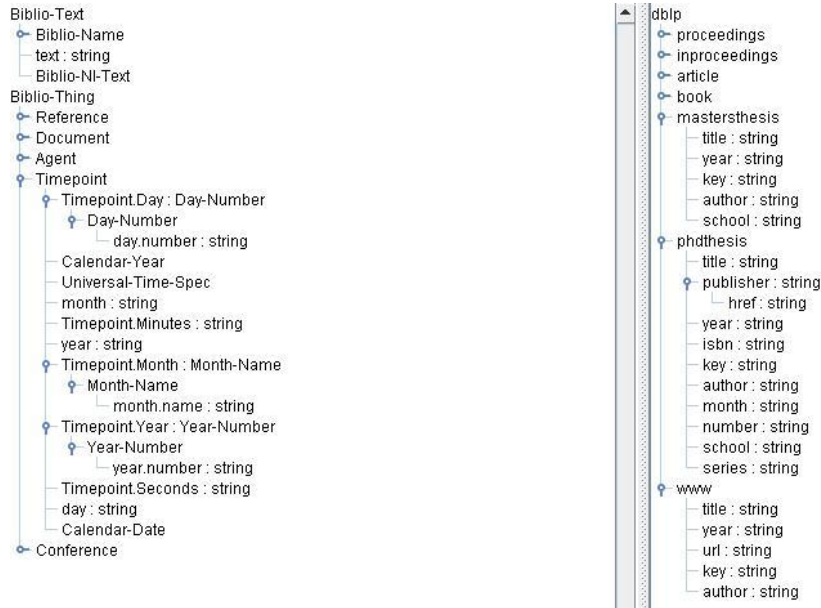 Biblio-Text
Biblio-Name
text : string
Biblio-Nl-Text
Biblio-Thing
Reference
Document
Agent
Timepoint
Timepoint.Day : Day-Number
Day-Number
day.number : string
Calendar-Year
Universal-Time-Spec
month : string
Timepoint.Minutes : string
year : string
Timepoint.Month : Month-Name
Month-Name
month.name : string
Timepoint.Year : Year-Number
Year-Number
year.number : string
Timepoint.Seconds : string
day : string
Calendar-Date
Conference
dblp
proceedings
inproceedings
article
book
mastersthesis
title : string
year : string
key : string
author : string
school : string
phdthesis
title : string
publisher : string
href : string
year : string
isbn : string
key : string
author : string
month : string
number : string
school : string
series : string
www
title : string
year : string
url : string
key : string
author : string